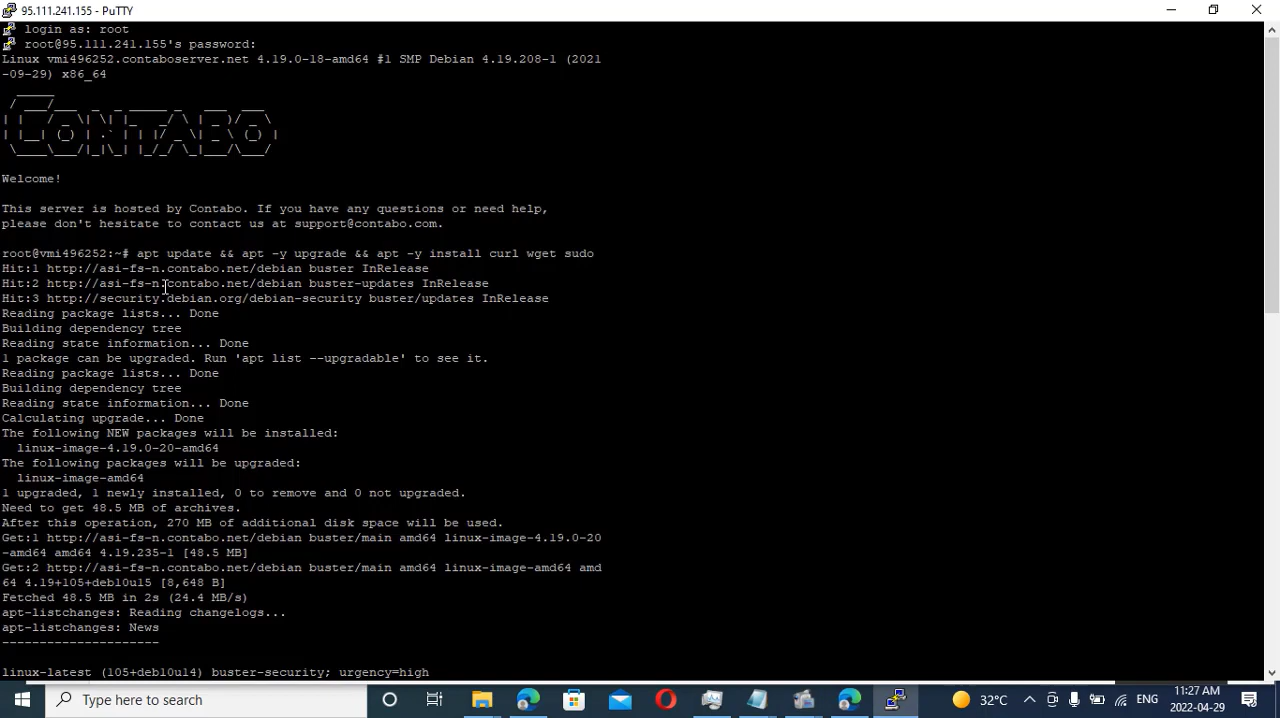 95.111.241.155 - PuTTY
login as: root
root@95.111.241.155's password:
Linux vmi496252.contaboserver.net 4.19.0-18-amd64 #1 SMP Debian 4.19.208-1 (2021
-09-29) x86_64
CONTABO
Welcome!
This server is hosted by Contabo. If you have any questions or need help,
please don't hesitate to contact us at support@contabo.com.
root@vmi496252:~# apt update && apt -y upgrade && apt -y install curl wget sudo
Hit:1 http://asi-fs-n.contabo.net/debian buster InRelease
Hit:2 http://asi-fs-n.contabo.net/debian buster-updates InRelease
Hit:3 http://security.debian.org/debian-security buster/updates InRelease
Reading package lists... Done
Building dependency tree
Reading state information... Done
1 package can be upgraded. Run 'apt list --upgradable' to see it.
Reading package lists... Done
Building dependency tree
Reading state information... Done
Calculating upgrade... Done
The following NEW packages will be installed:
linux-image-4.19.0-20-amd64
The following packages will be upgraded:
linux-image-amd64
1 upgraded, 1 newly installed, 0 to remove and 0 not upgraded.
Need to get 48.5 MB of archives.
After this operation, 270 MB of additional disk space will be used.
Get:1 http://asi-fs-n.contabo.net/debian buster/main amd64 linux-image-4.19.0-20
-amd64 amd64 4.19.235-1 [48.5 MB]
Get:2 http://asi-fs-n.contabo.net/debian buster/main amd64 linux-image-amd64 amd
64 4.19+105+deb10u15 [8,648 B]
Fetched 48.5 MB in 2s (24.4 MB/s)
apt-listchanges: Reading changelogs...
apt-listchanges: News
---------------------
linux-latest (105+deb10u14) buster-security; urgency=high
Type here to search
32°C
ENG
11:27 AM
2022-04-29